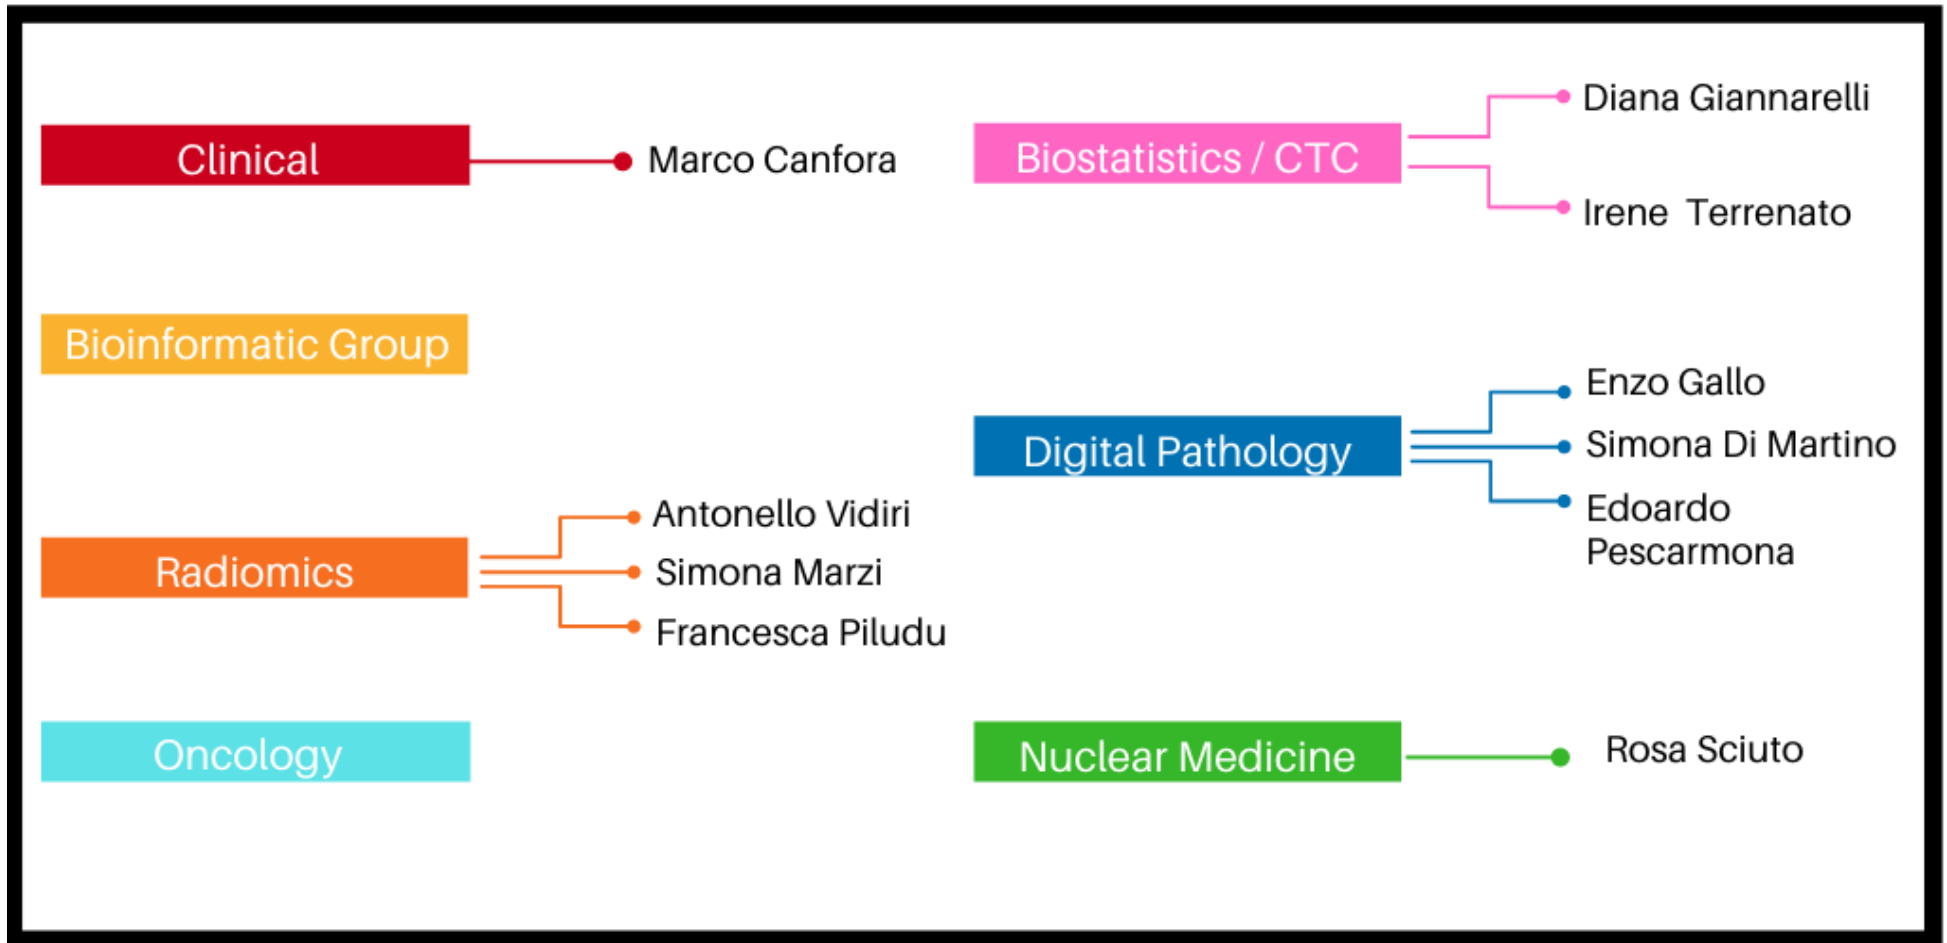 Clinical
Marco Canfora
Bioinformatic Group
Radiomics
Antonello Vidiri
Simona Marzi
Francesca Piludu
Oncology
Biostatistics / CTC
Diana Giannarelli
Irene Terrenato
Digital Pathology
Enzo Gallo
Simona Di Martino
Edoardo
Pescarmona
Nuclear Medicine
Rosa Sciuto